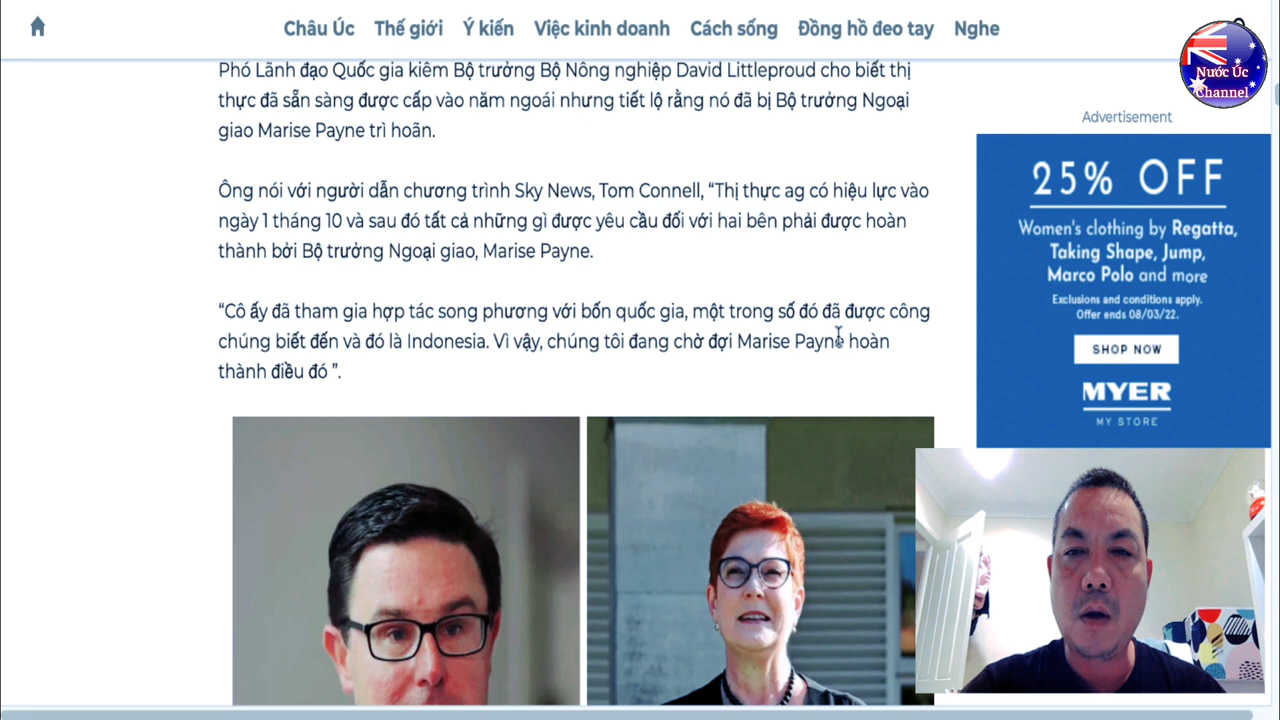 Châu Úc Thế giới Ý kiến Việc kinh doanh Cách sống Đồng hồ đeo tay Nghe
Nước Úc
Channel
Phó Lãnh đạo Quốc gia kiêm Bộ trưởng Bộ Nông nghiệp David Littleproud cho biết thị
thực đã sẵn sàng được cấp vào năm ngoái nhưng tiết lộ rằng nó đã bị Bộ trưởng Ngoại
giao Marise Payne trì hoãn.
Ông nói với người dẫn chương trình Sky News, Tom Connell, “Thị thực ag có hiệu lực vào
ngày 1 tháng 10 và sau đó tất cả những gì được yêu cầu đối với hai bên phải được hoàn
thành bởi Bộ trưởng Ngoại giao, Marise Payne.
“Cô ấy đã tham gia hợp tác song phương với bốn quốc gia, một trong số đó đã được công
chúng biết đến và đó là Indonesia. Vì vậy, chúng tôi đang chờ đợi Marise Payne hoàn
thành điều đó ”.
Advertisement
25% OFF
Women's clothing by Regatta,
Taking Shape, Jump,
Marco Polo and more
Exclusions and conditions apply.
Offer ends 08/03/22.
SHOP NOW
MYER
MY STORE